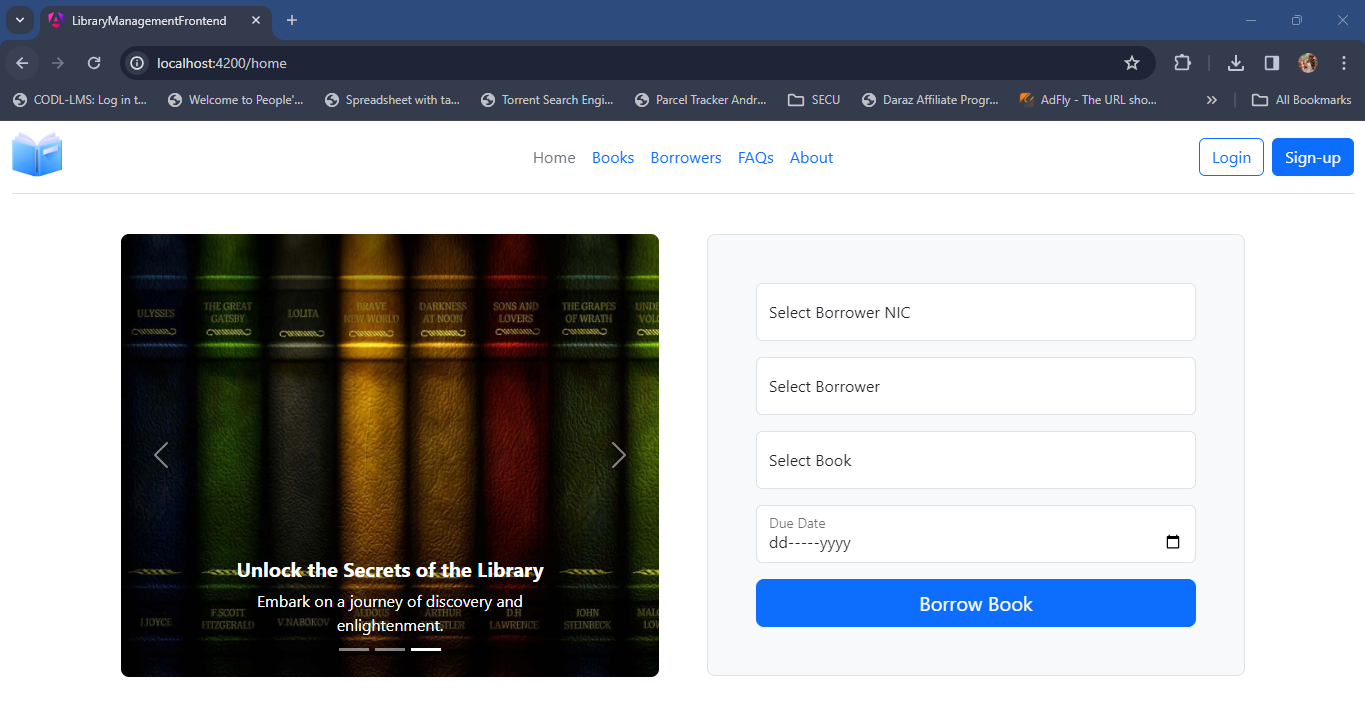 LibraryManagementFrontend
localhost:4200/home
CODL-LMS: Log in t...
Welcome to People'...
Spreadsheet with ta...
Torrent Search Engi...
Parcel Tracker Andr...
SECU
Daraz Affiliate Progr...
AdFly - The URL sho...
All Bookmarks
Home
Books
Borrowers
FAQs
About
Login
Sign-up
ULYSSES
THE GREAT
GATSBY
LOLITA
BRAVE
NEW WORLD
DARKNESS
AT NOON
SONS AND
LOVERS
THE GRAPES
OF WRATH
Unlock the Secrets of the Library
Embark on a journey of discovery and
enlightenment.
J.JOYCE
F.SCOTT
FITZGERALD
V.NABOKOV
ALDOUS
ARTHUR
D.H
LAWRENCE
JOHN
STEINBECK
Select Borrower NIC
Select Borrower
Select Book
Due Date
dd-----yyyy
Borrow Book